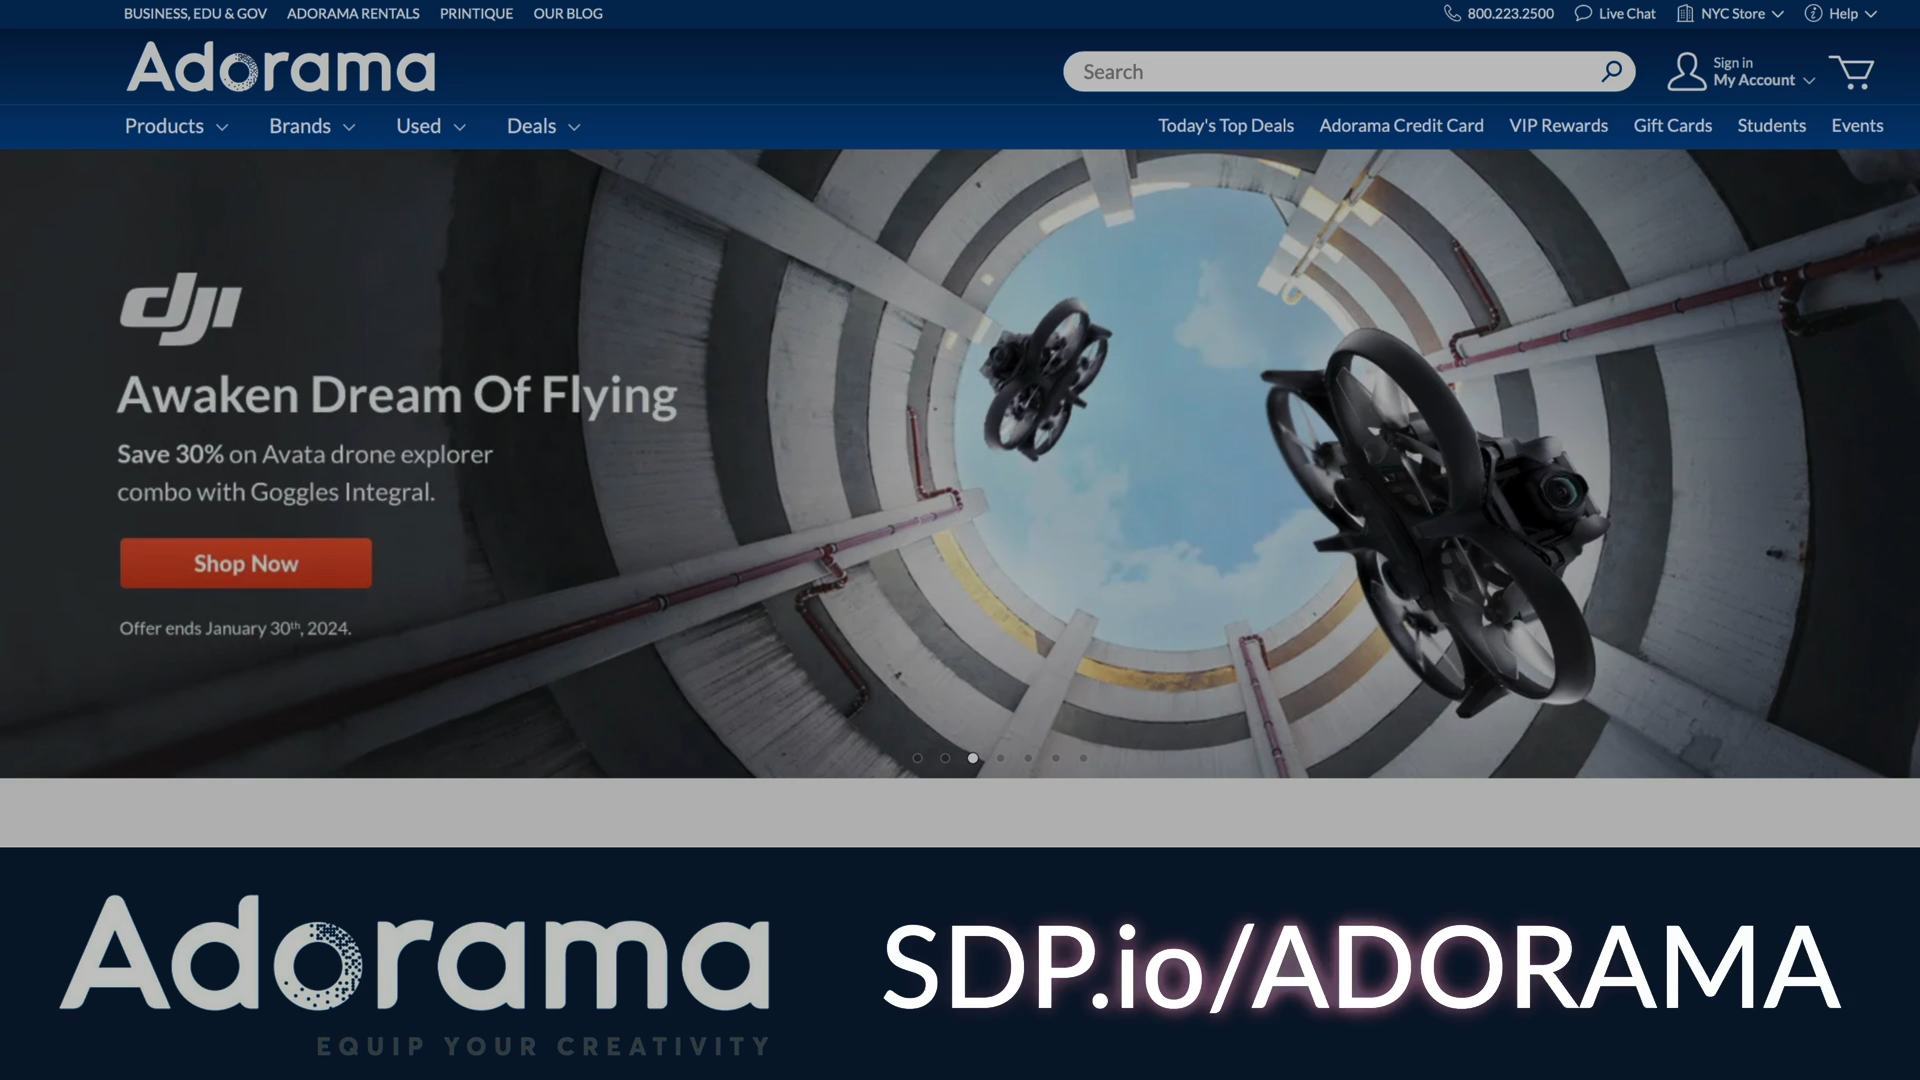 BUSINESS, EDU & GOV ADORAMA RENTALS PRINTIQUE OUR BLOG 800.223.2500 Live Chat NYC Store Help
Adorama Search Sign in
My Account
Products Brands Used Deals Today's Top Deals Adorama Credit Card VIP Rewards Gift Cards Students Events
dji
Awaken Dream Of Flying
Save 30% on Avata drone explorer
combo with Goggles Integral.
Shop Now
Offer ends January 30th, 2024.
Adorama SDP.io/ADORAMA
EQUIP YOUR CREATIVITY